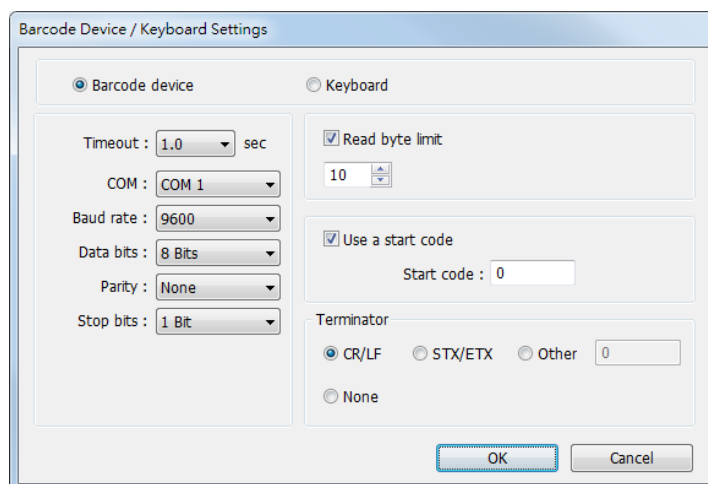 Barcode Device / Keyboard Settings
Barcode device
Keyboard
Timeout : 1.0 sec
COM : COM 1
Baud rate : 9600
Data bits : 8 Bits
Parity : None
Stop bits : 1 Bit
Read byte limit
10
Use a start code
Start code : 0
Terminator
CR/LF STX/ETX Other 0
None
OK Cancel